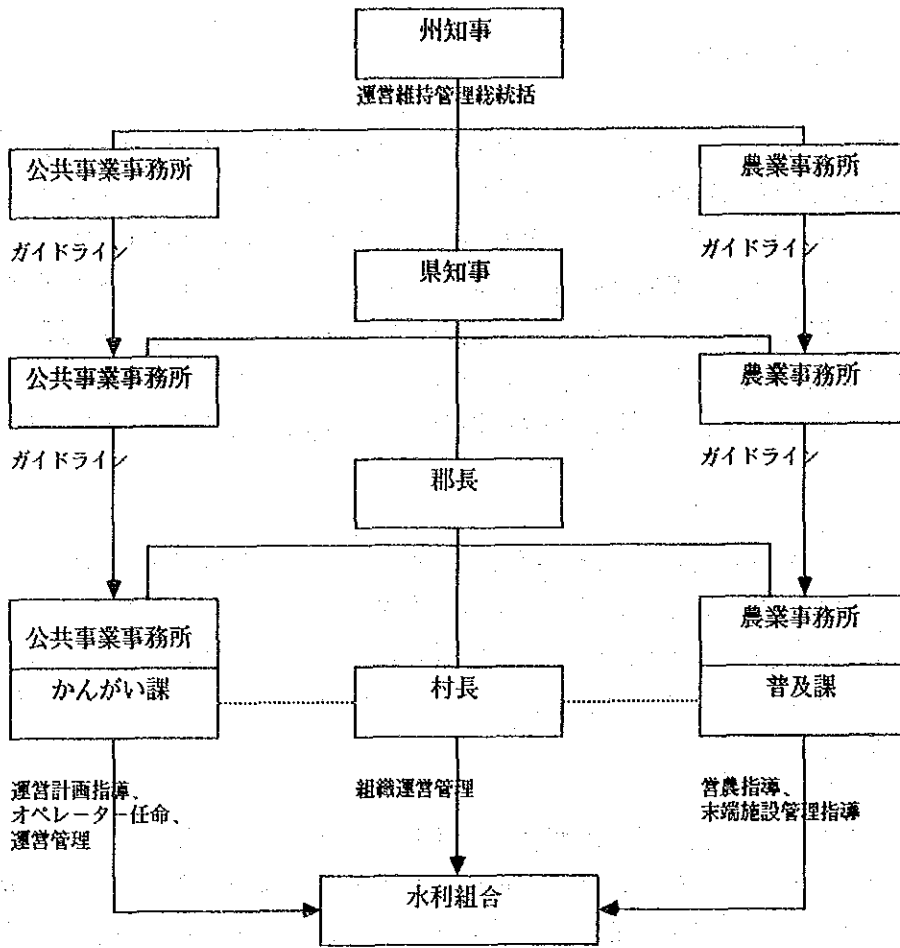 州知事
運営維持管理総統括
公共事業事務所
農業事務所
ガイドライン
ガイドライン
県知事
公共事業事務所
農業事務所
ガイドライン
ガイドライン
郡長
公共事業事務所
農業事務所
かんがい課
村長
普及課
運営計画指導、
オペレーター任命、
運営管理
組織運営管理
営農指導、
末端施設管理指導
水利組合